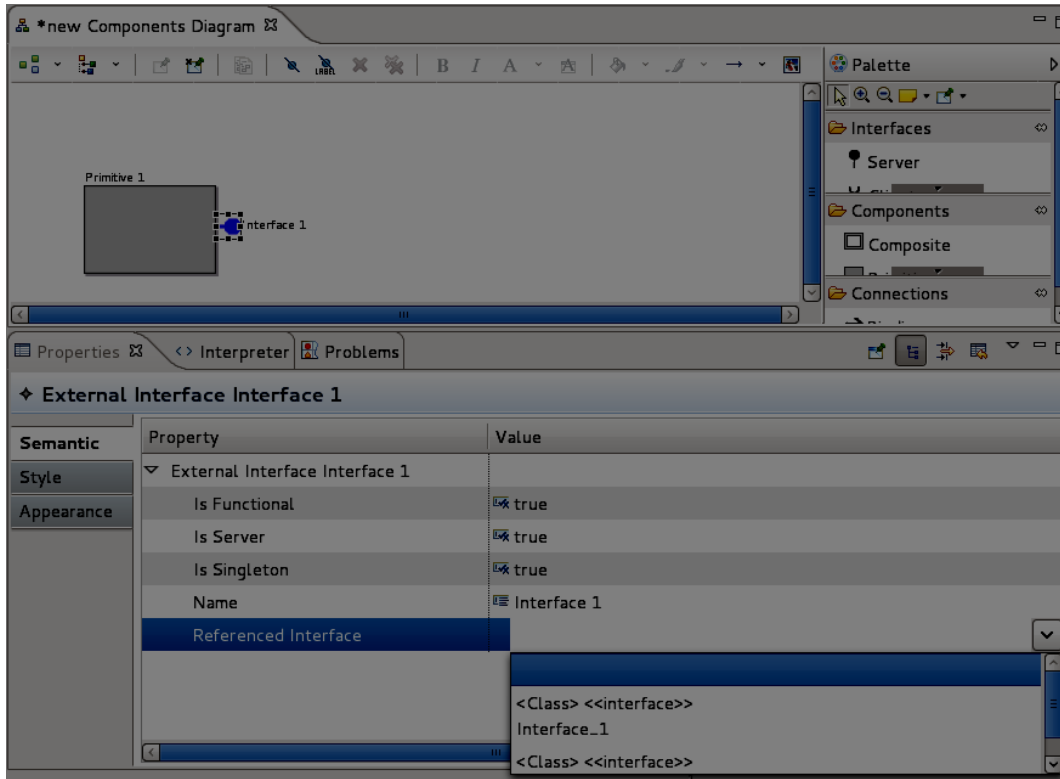 *new Components Diagram
LABEL B I A
Palette
Interfaces
Server
Components
Composite
Connections
Primitive 1
nterface 1
Properties Interpreter Problems
External Interface Interface 1
Semantic
Style
Appearance
Property Value
External Interface Interface 1
Is Functional true
Is Server true
Is Singleton true
Name Interface 1
Referenced Interface
<Class> <<interface>>
Interface_1
<Class> <<interface>>